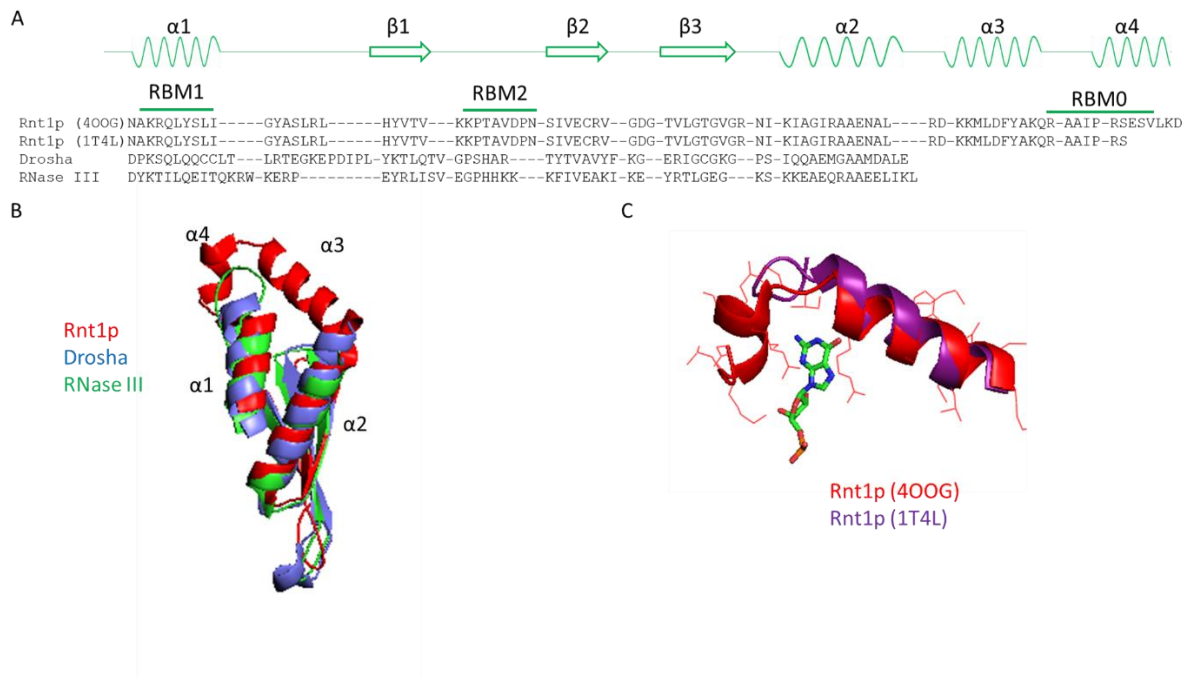 A
α1 β1 β2 β3 α2 α3 α4
RBM1 RBM2 RBM0
Rnt1p (4OOG)NAKRQLYSLI-----GYASLRLR-------HYVTV-KKPTAVDPN-SIVECRV--GDG-TVLGTGVGR-NI-KIAGIRAAENAL---RD-KKMLDFYAKQR-AAIP-RSESVLKD
Rnt1p (1T4L)NAKRQLYSLI-----GYASLRLR-------HYVTV-KKPTAVDPN-SIVECRV--GDG-TVLGTGVGR-NI-KIAGIRAAENAL---RD-KKMLDFYAKQR-AAIP-RS
Drosha DPKSQLQQCCLT---LRTEGKEPDIPL-YKTLQTV-GPSHAR---TYTVAVYF-KG---ERIGCGKG--PS-IQQAEMGAAMDALE
RNase III DYKTILQEITQKRW-KERP--------EYRLISV-EGPHHKK---KFIVEAKI-KE---YRTLGEG---KS-KKEAEQRAAEELIKL
B
α4
α3
Rnt1p
Drosha
RNase III
α1
α2
C
Rnt1p (4OOG)
Rnt1p (1T4L)